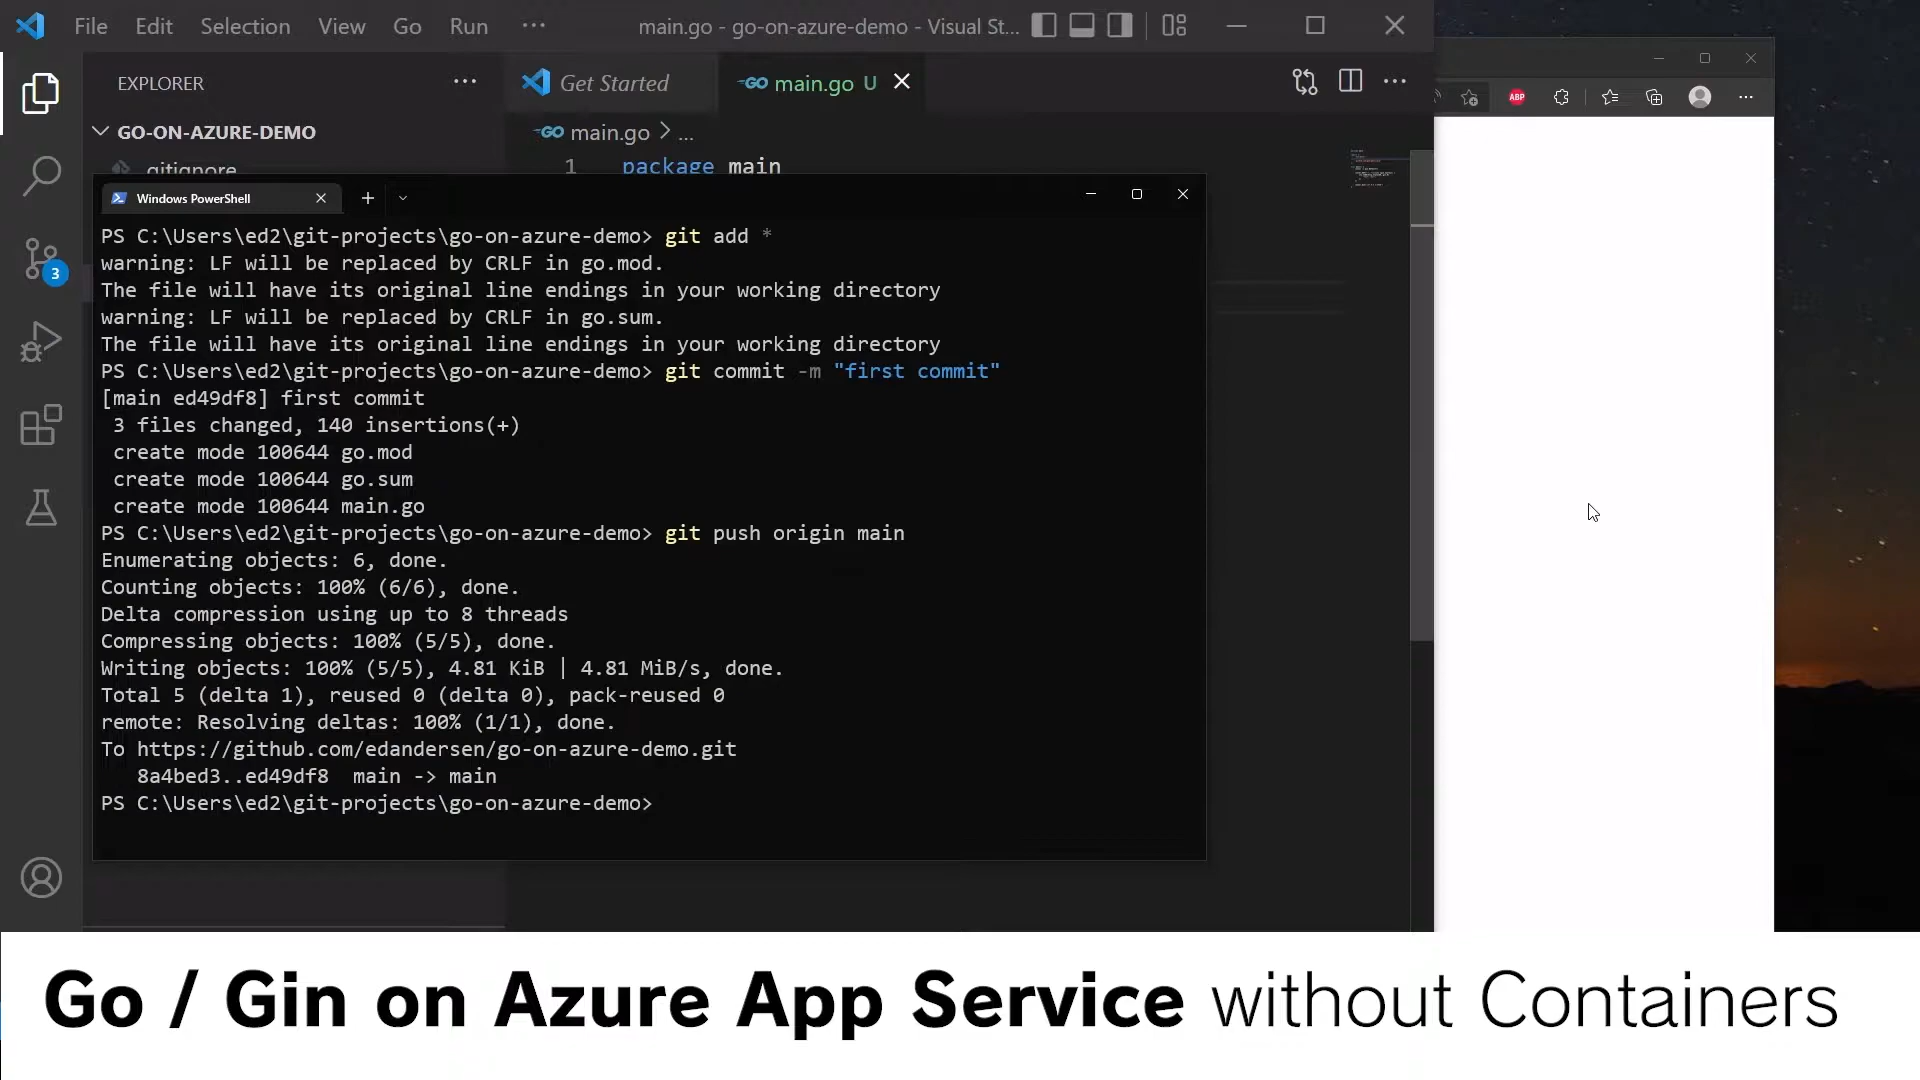 File Edit Selection View Go Run ···
main.go - go-on-azure-demo - Visual St...
EXPLORER
Get Started
main.go U
ABP
GO-ON-AZURE-DEMO
main.go > ...
.gitignore
1 package main
Windows PowerShell
PS C:\Users\ed2\git-projects\go-on-azure-demo> git add *
warning: LF will be replaced by CRLF in go.mod.
The file will have its original line endings in your working directory
warning: LF will be replaced by CRLF in go.sum.
The file will have its original line endings in your working directory
PS C:\Users\ed2\git-projects\go-on-azure-demo> git commit -m "first commit"
[main ed49df8] first commit
3 files changed, 140 insertions(+)
create mode 100644 go.mod
create mode 100644 go.sum
create mode 100644 main.go
PS C:\Users\ed2\git-projects\go-on-azure-demo> git push origin main
Enumerating objects: 6, done.
Counting objects: 100% (6/6), done.
Delta compression using up to 8 threads
Compressing objects: 100% (5/5), done.
Writing objects: 100% (5/5), 4.81 KiB | 4.81 MiB/s, done.
Total 5 (delta 1), reused 0 (delta 0), pack-reused 0
remote: Resolving deltas: 100% (1/1), done.
To https://github.com/edandersen/go-on-azure-demo.git
8a4bed3..ed49df8 main -> main
PS C:\Users\ed2\git-projects\go-on-azure-demo>
3
Go / Gin on Azure App Service without Containers